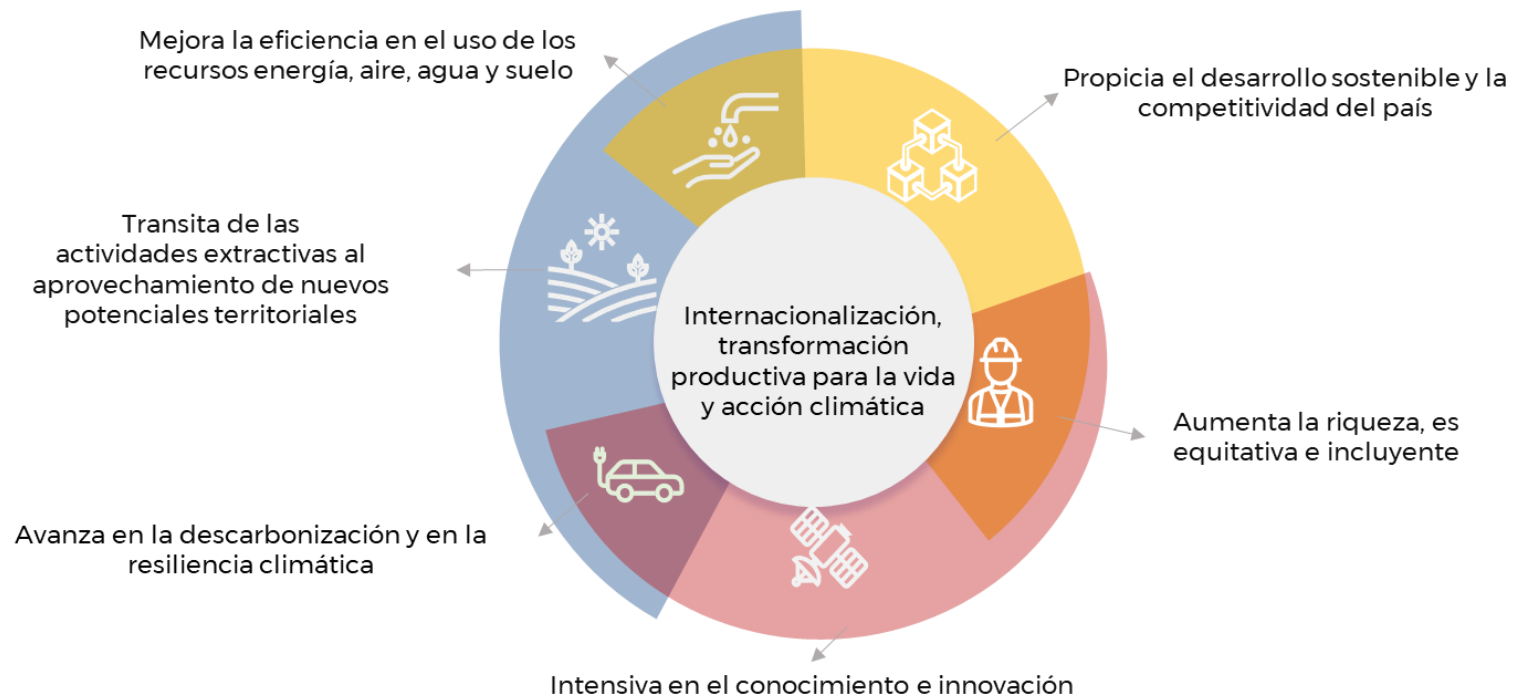 Mejora la eficiencia en el uso de los
recursos energía, aire, agua y suelo
Propicia el desarrollo sostenible y la
competitividad del país
Transita de las
actividades extractivas al
aprovechamiento de nuevos
potenciales territoriales
Internacionalización,
transformación
productiva para la vida
y acción climática
Aumenta la riqueza, es
equitativa e incluyente
Avanza en la descarbonización y en la
resiliencia climática
Intensiva en el conocimiento e innovación